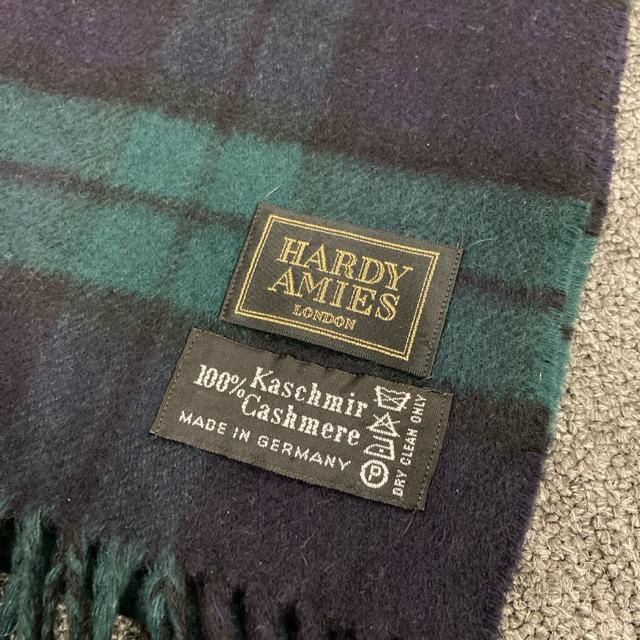 HARDY
AMIES
LONDON
100% Kaschmir
Cashmere
MADE IN GERMANY
P
DRY CLEAN ONLY